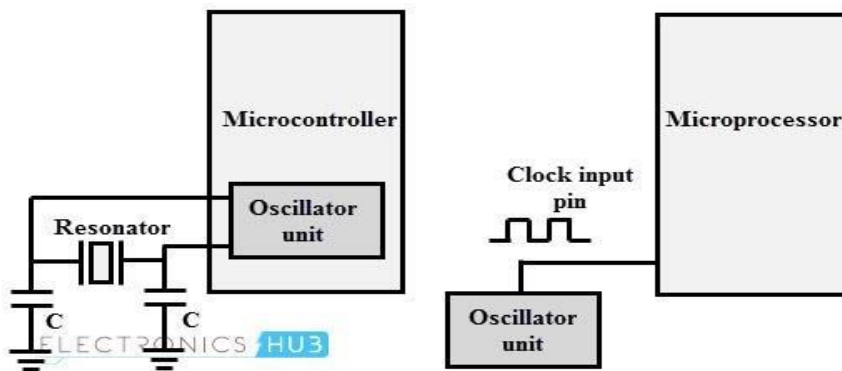 Microcontroller
Oscillator
unit
Resonator
C
C
ELECTRONICS HUB
Microprocessor
Clock input
pin
Oscillator
unit